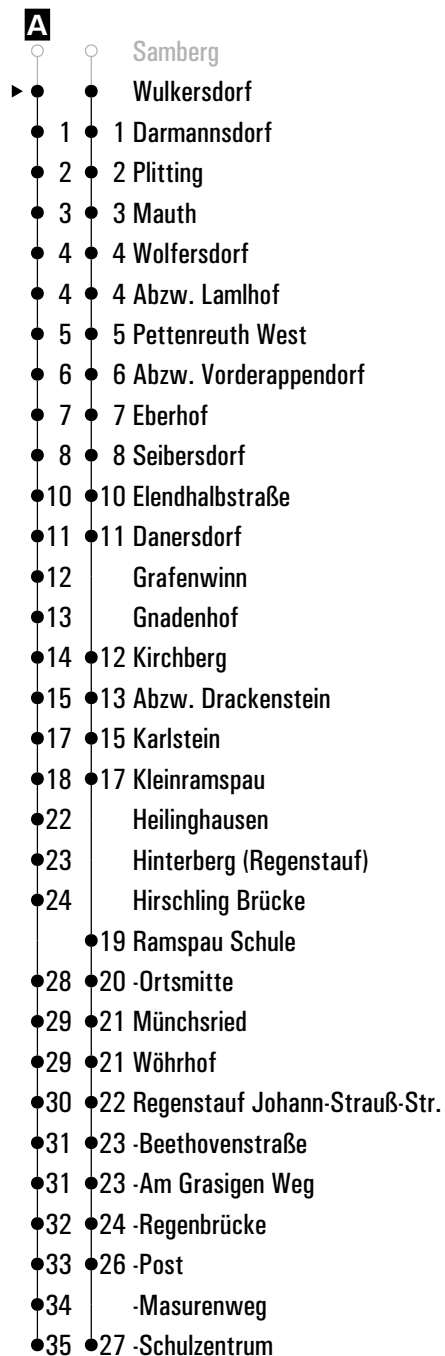 A
Samberg
Wulkersdorf
1 1 Darmannsdorf
2 2 Plitting
3 3 Mauth
4 4 Wolfersdorf
4 4 Abzw. Lamlhof
5 5 Pettenreuth West
6 6 Abzw. Vorderappendorf
7 7 Eberhof
8 8 Seibersdorf
10 10 Elendhalbstraße
11 11 Danersdorf
12 Grafenwinn
13 Gnadenhof
14 12 Kirchberg
15 13 Abzw. Drackenstein
17 15 Karlstein
18 17 Kleinramspau
22 Heilinghausen
23 Hinterberg (Regenstauf)
24 Hirschling Brücke
19 Ramspau Schule
28 20 -Ortsmitte
29 21 Münchsried
29 21 Wöhrhof
30 22 Regenstauf Johann-Strauß-Str.
31 23 -Beethovenstraße
31 23 -Am Grasigen Weg
32 24 -Regenbrücke
33 26 -Post
34 -Masurenweg
35 27 -Schulzentrum